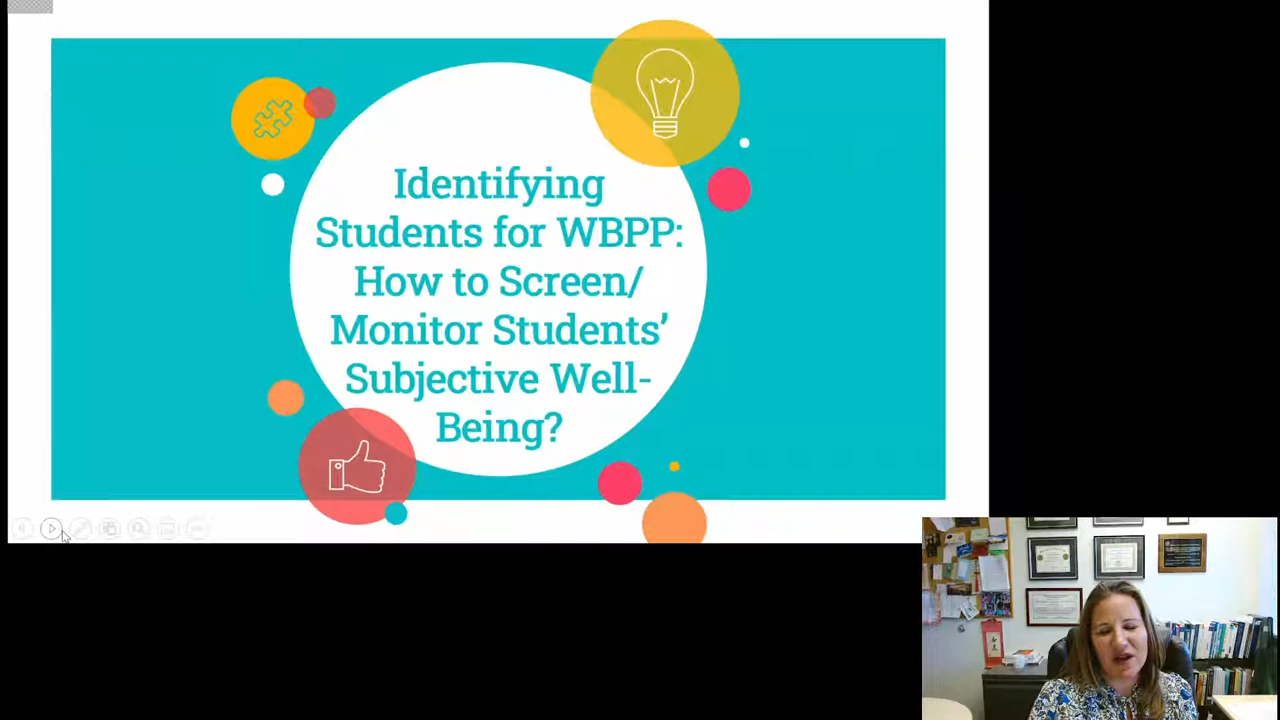 Identifying
Students for WBPP:
How to Screen/
Monitor Students’
Subjective Well-
Being?